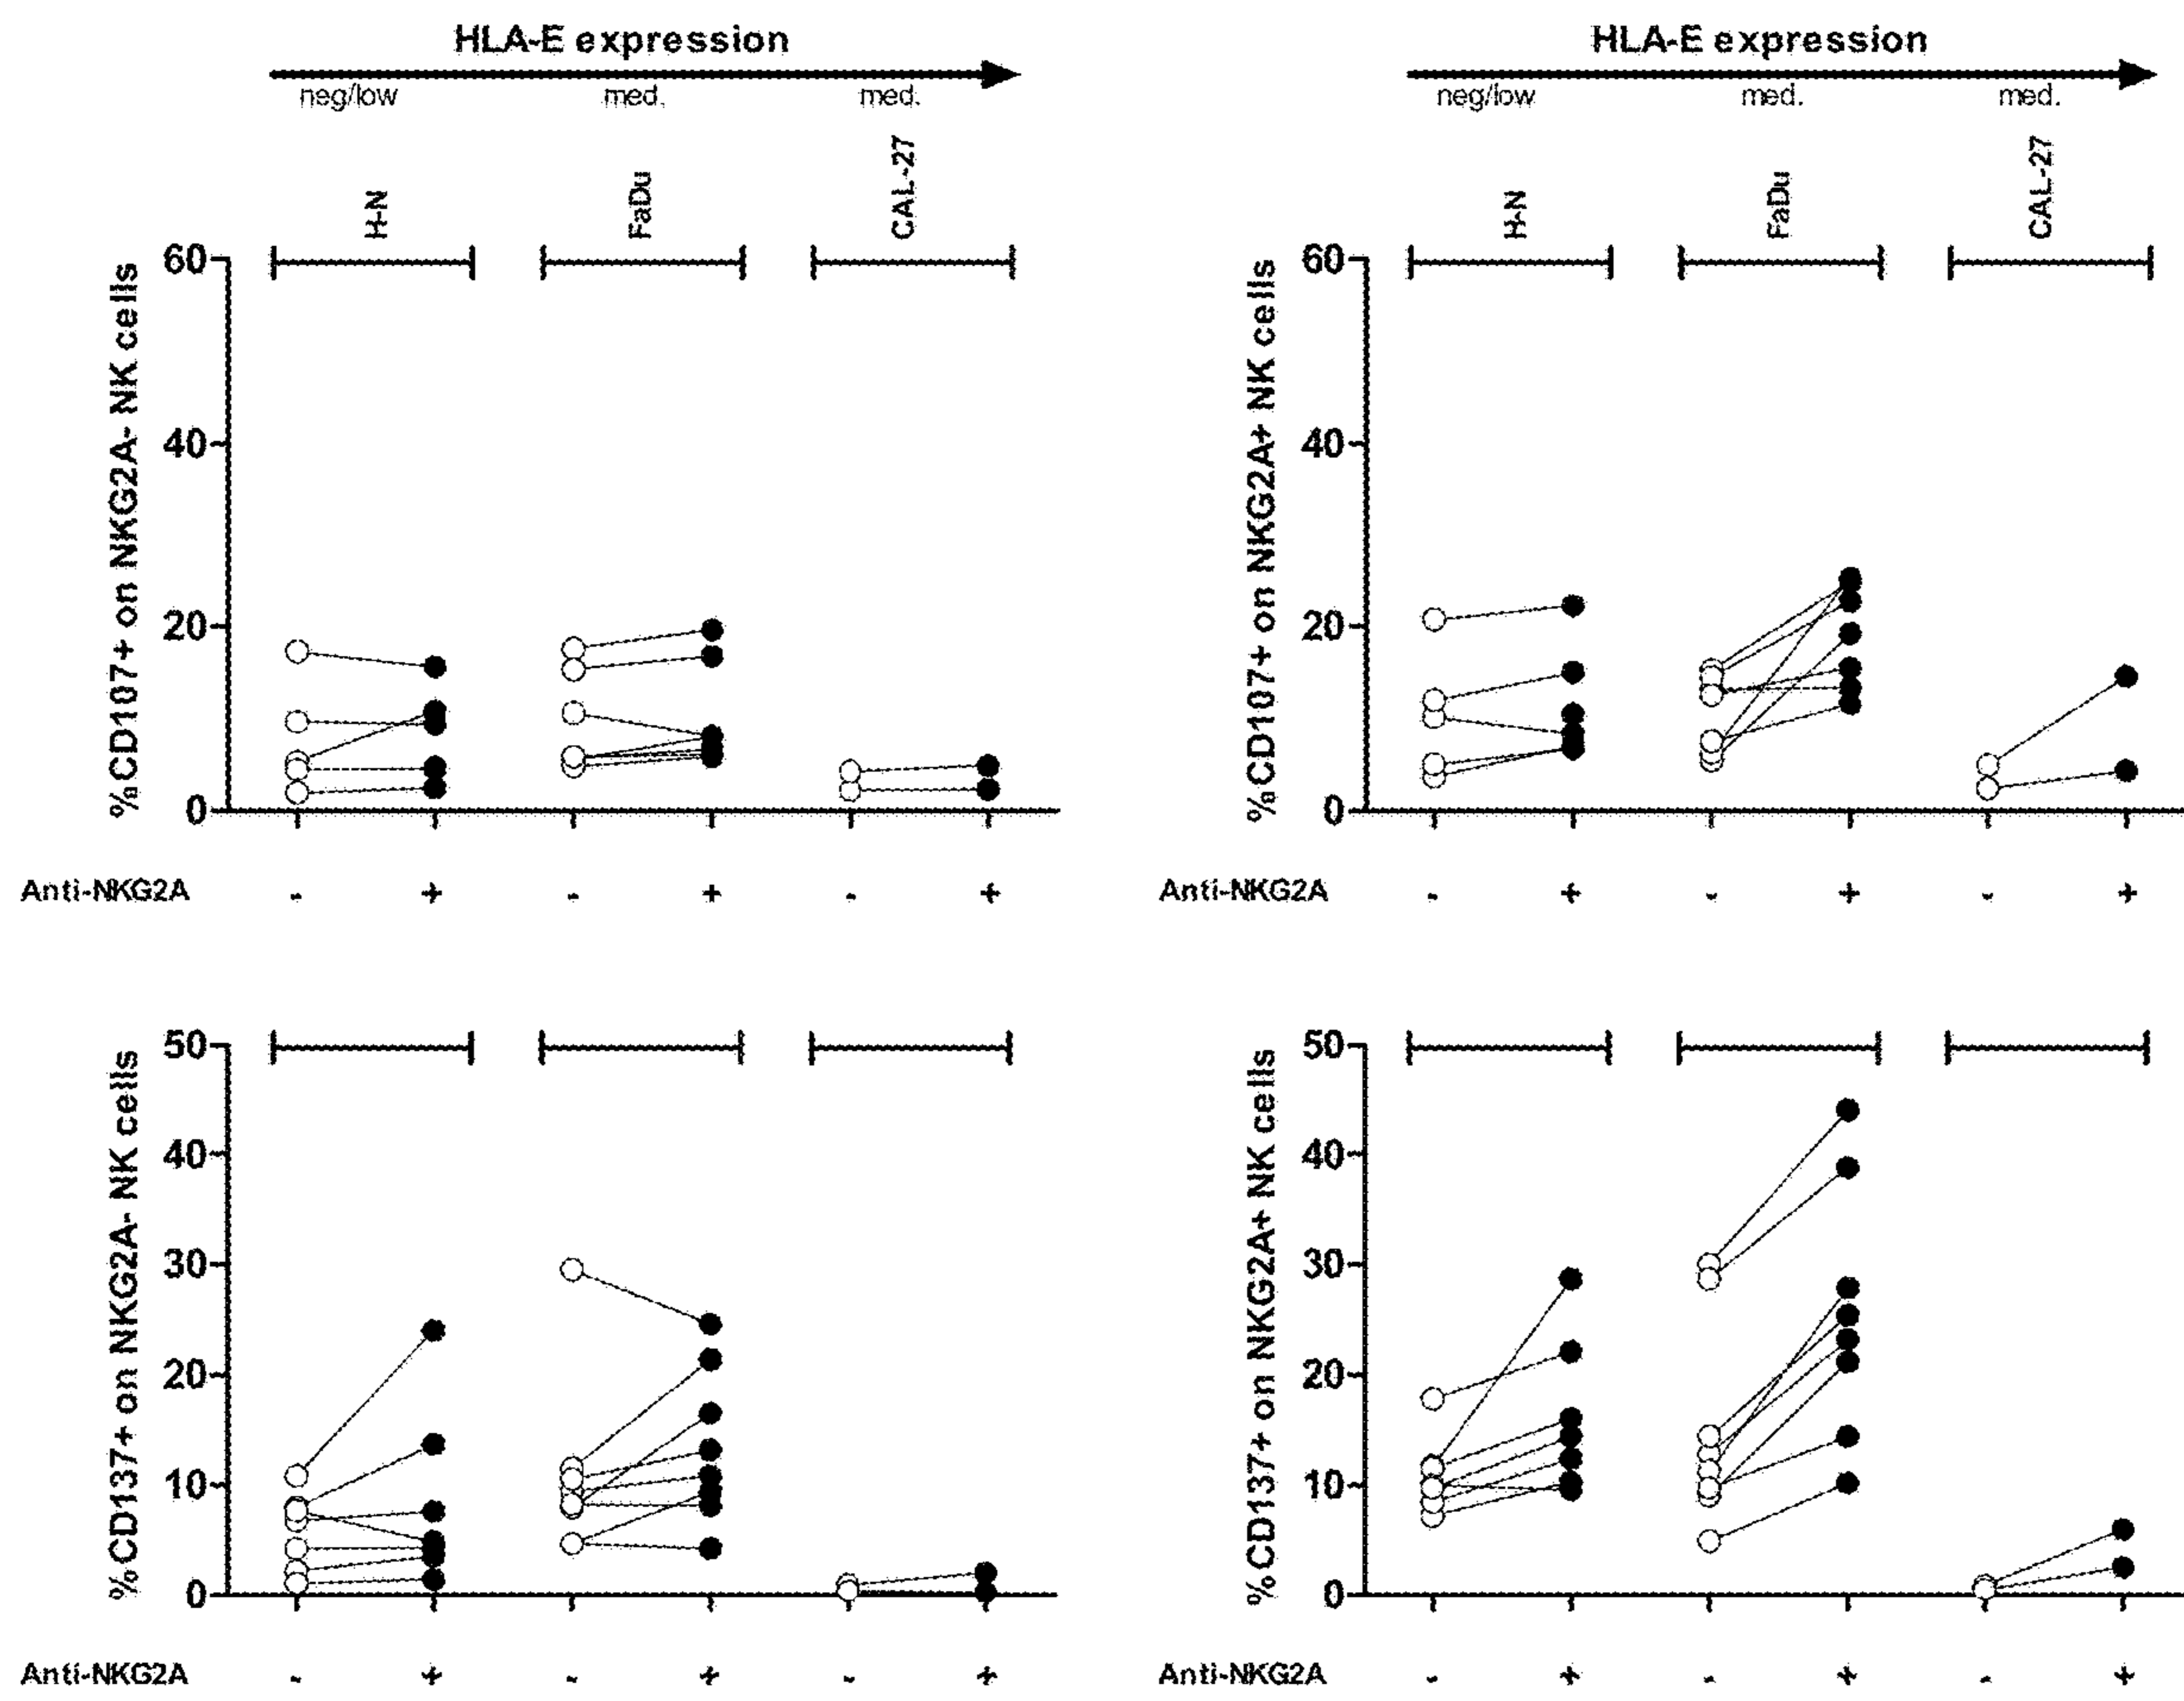 HLA-E expression
neg/low med. med.
H-N FaDu CAL-27
%CD107+ on NKG2A- NK cells
60
40
20
0
Anti-NKG2A - + - + - +
HLA-E expression
neg/low med. med.
H-N FaDu CAL-27
%CD107+ on NKG2A+ NK cells
60
40
20
0
Anti-NKG2A - + - + - +
%CD137+ on NKG2A- NK cells
50
40
30
20
10
0
Anti-NKG2A - + - + - +
%CD137+ on NKG2A+ NK cells
50
40
30
20
10
0
Anti-NKG2A - + - + - +